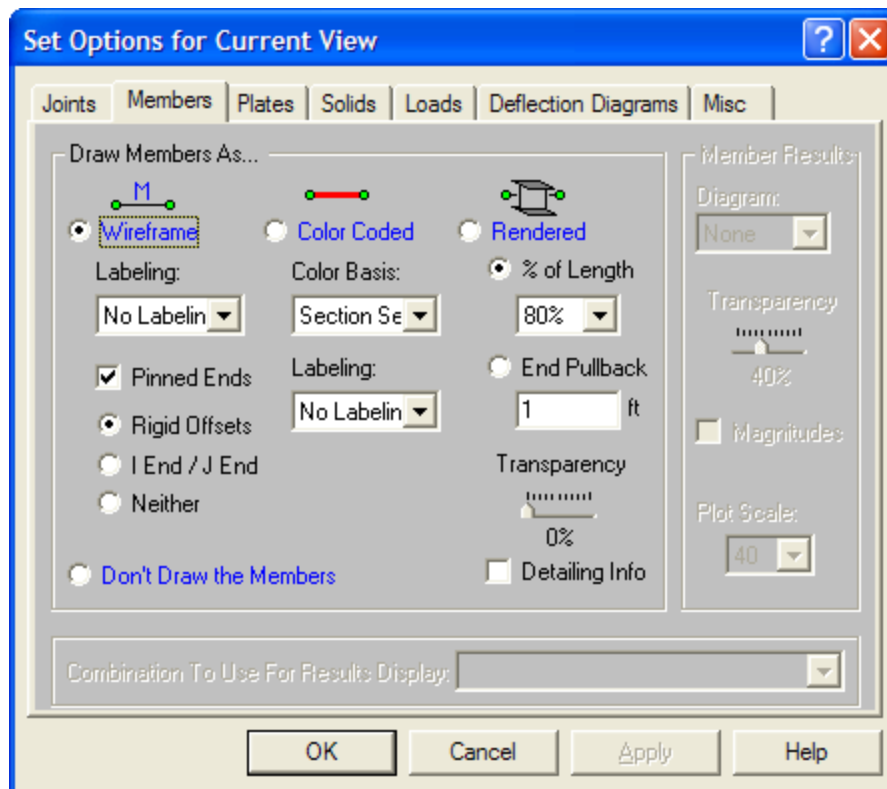 Set Options for Current View
Joints Members Plates Solids Loads Deflection Diagrams Misc
Draw Members As... Member Results
M
Wireframe Color Coded Rendered Diagram:
None
Labeling: Color Basis: % of Length
No Labelin Section Se 80% Transparency
40%
Pinned Ends Labeling: End Pullback
Rigid Offsets No Labelin 1 ft Magnitudes
I End / J End Transparency
Neither Plot Scale:
0% 40
Don't Draw the Members Detailing Info
Combination To Use For Results Display:
OK Cancel Apply Help